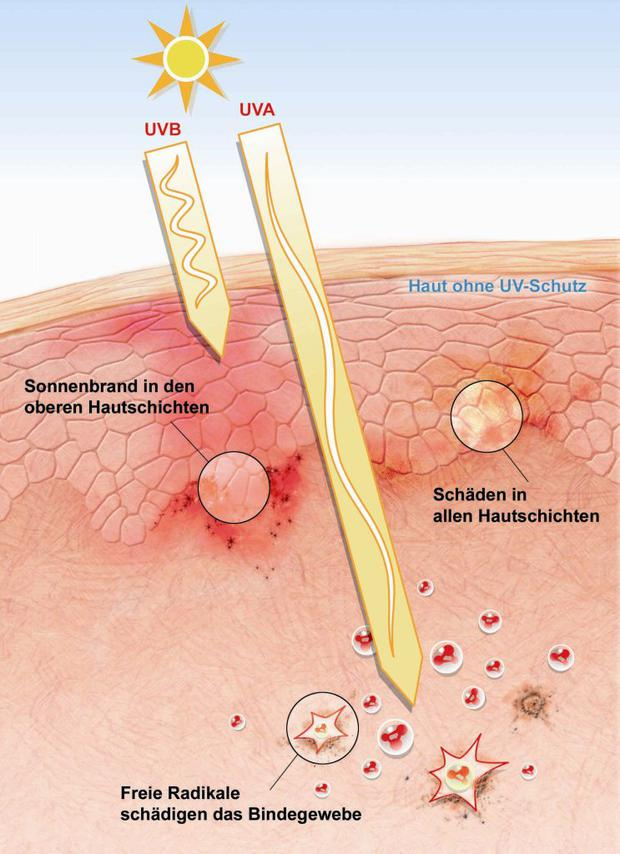 UVA
UVB
Haut ohne UV-Schutz
Sonnenbrand in den
oberen Hautschichten
Schäden in
allen Hautschichten
Freie Radikale
schädigen das Bindegewebe